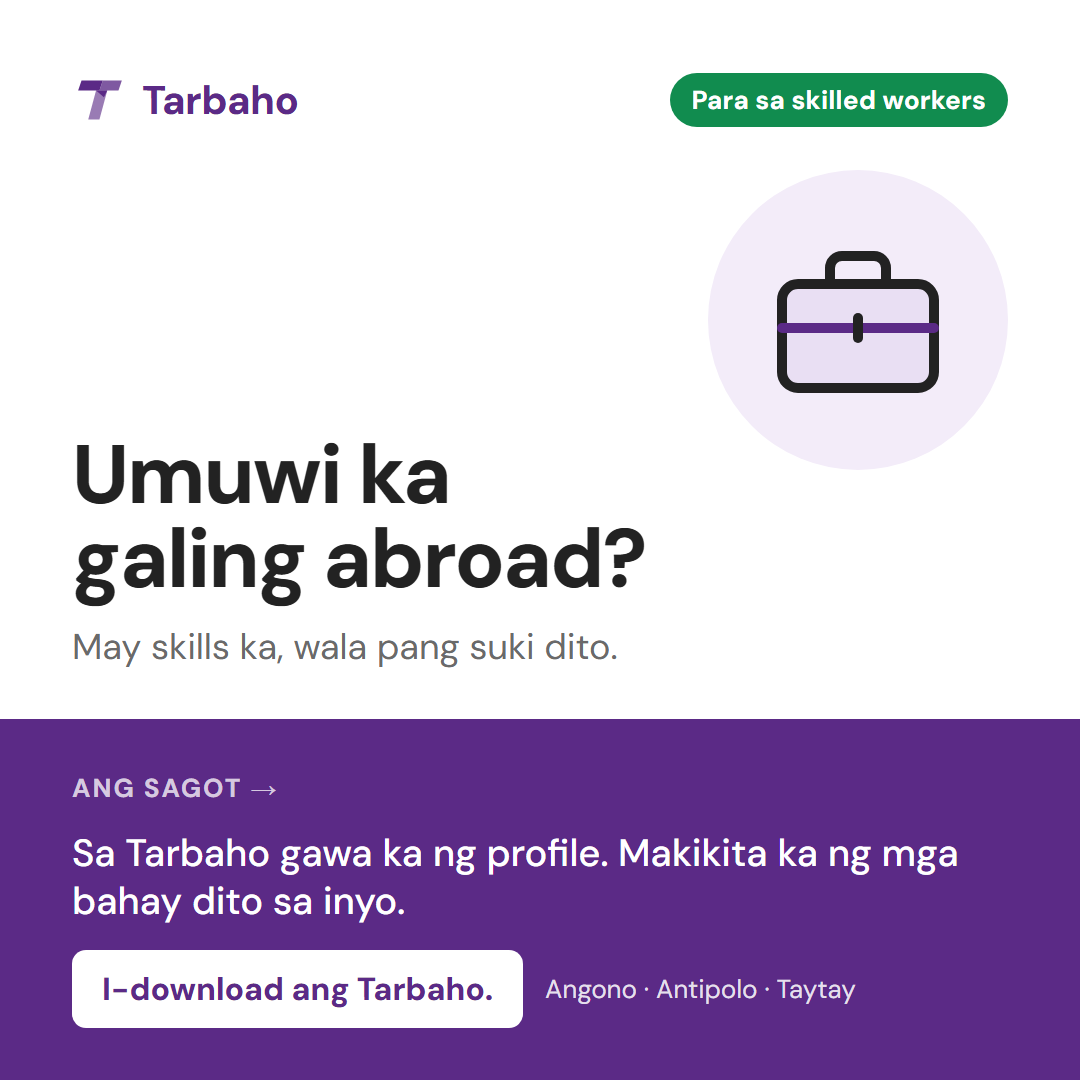 Tarbaho
Para sa skilled workers
Umuwi ka
galing abroad?
May skills ka, wala pang suki dito.
ANG SAGOT →
Sa Tarbaho gawa ka ng profile. Makikita ka ng mga
bahay dito sa inyo.
I-download ang Tarbaho.
Angono · Antipolo · Taytay